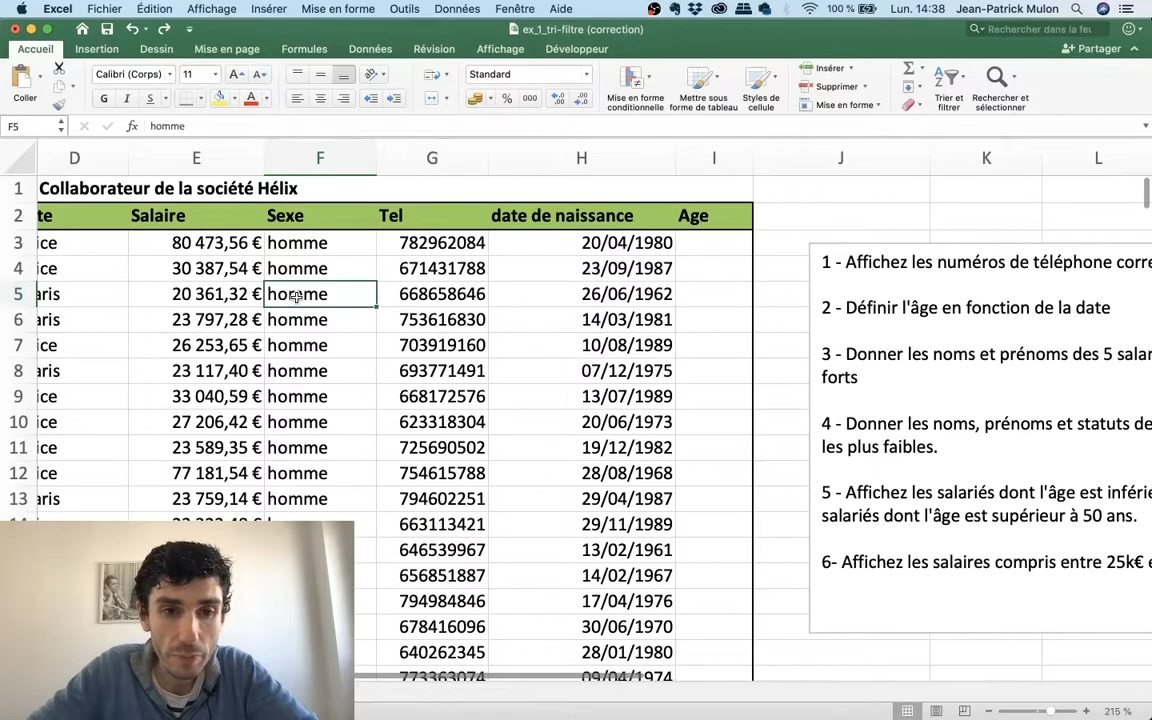 Excel Fichier Édition Affichage Insérer Mise en forme Outils Données Fenêtre Aide 100 % Lun. 14:38 Jean-Patrick Mulon
ex_1_tri-filtre (correction)
Rechercher dans la feu
Accueil Insertion Dessin Mise en page Formules Données Révision Affichage Développeur Partager
Coller
Calibri (Corps) 11
Standard
G I S
% 000
Mise en forme conditionnelle
Mettre sous forme de tableau
Styles de cellule
Insérer
Supprimer
Mise en forme
Trier et filtrer
Rechercher et sélectionner
F5 fx homme
D E F G H I J K L
1 Collaborateur de la société Hélix
2 te Salaire Sexe Tel date de naissance Age
3 ice 80 473,56 € homme 782962084 20/04/1980
4 ice 30 387,54 € homme 671431788 23/09/1987
5 aris 20 361,32 € homme 668658646 26/06/1962
6 aris 23 797,28 € homme 753616830 14/03/1981
7 ice 26 253,65 € homme 703919160 10/08/1989
8 aris 23 117,40 € homme 693771491 07/12/1975
9 ice 33 040,59 € homme 668172576 13/07/1989
10 ice 27 206,42 € homme 623318304 20/06/1973
11 ice 23 589,35 € homme 725690502 19/12/1982
12 ice 77 181,54 € homme 754615788 28/08/1968
13 aris 23 759,14 € homme 794602251 29/04/1987
663113421 29/11/1989
646539967 13/02/1961
656851887 14/02/1967
794984846 17/04/1976
678416096 30/06/1970
640262345 28/01/1980
773363074 09/04/1974
1 - Affichez les numéros de téléphone corre
2 - Définir l'âge en fonction de la date
3 - Donner les noms et prénoms des 5 salar
forts
4 - Donner les noms, prénoms et statuts de
les plus faibles.
5 - Affichez les salariés dont l'âge est inférie
salariés dont l'âge est supérieur à 50 ans.
6- Affichez les salaires compris entre 25k€ e
215 %